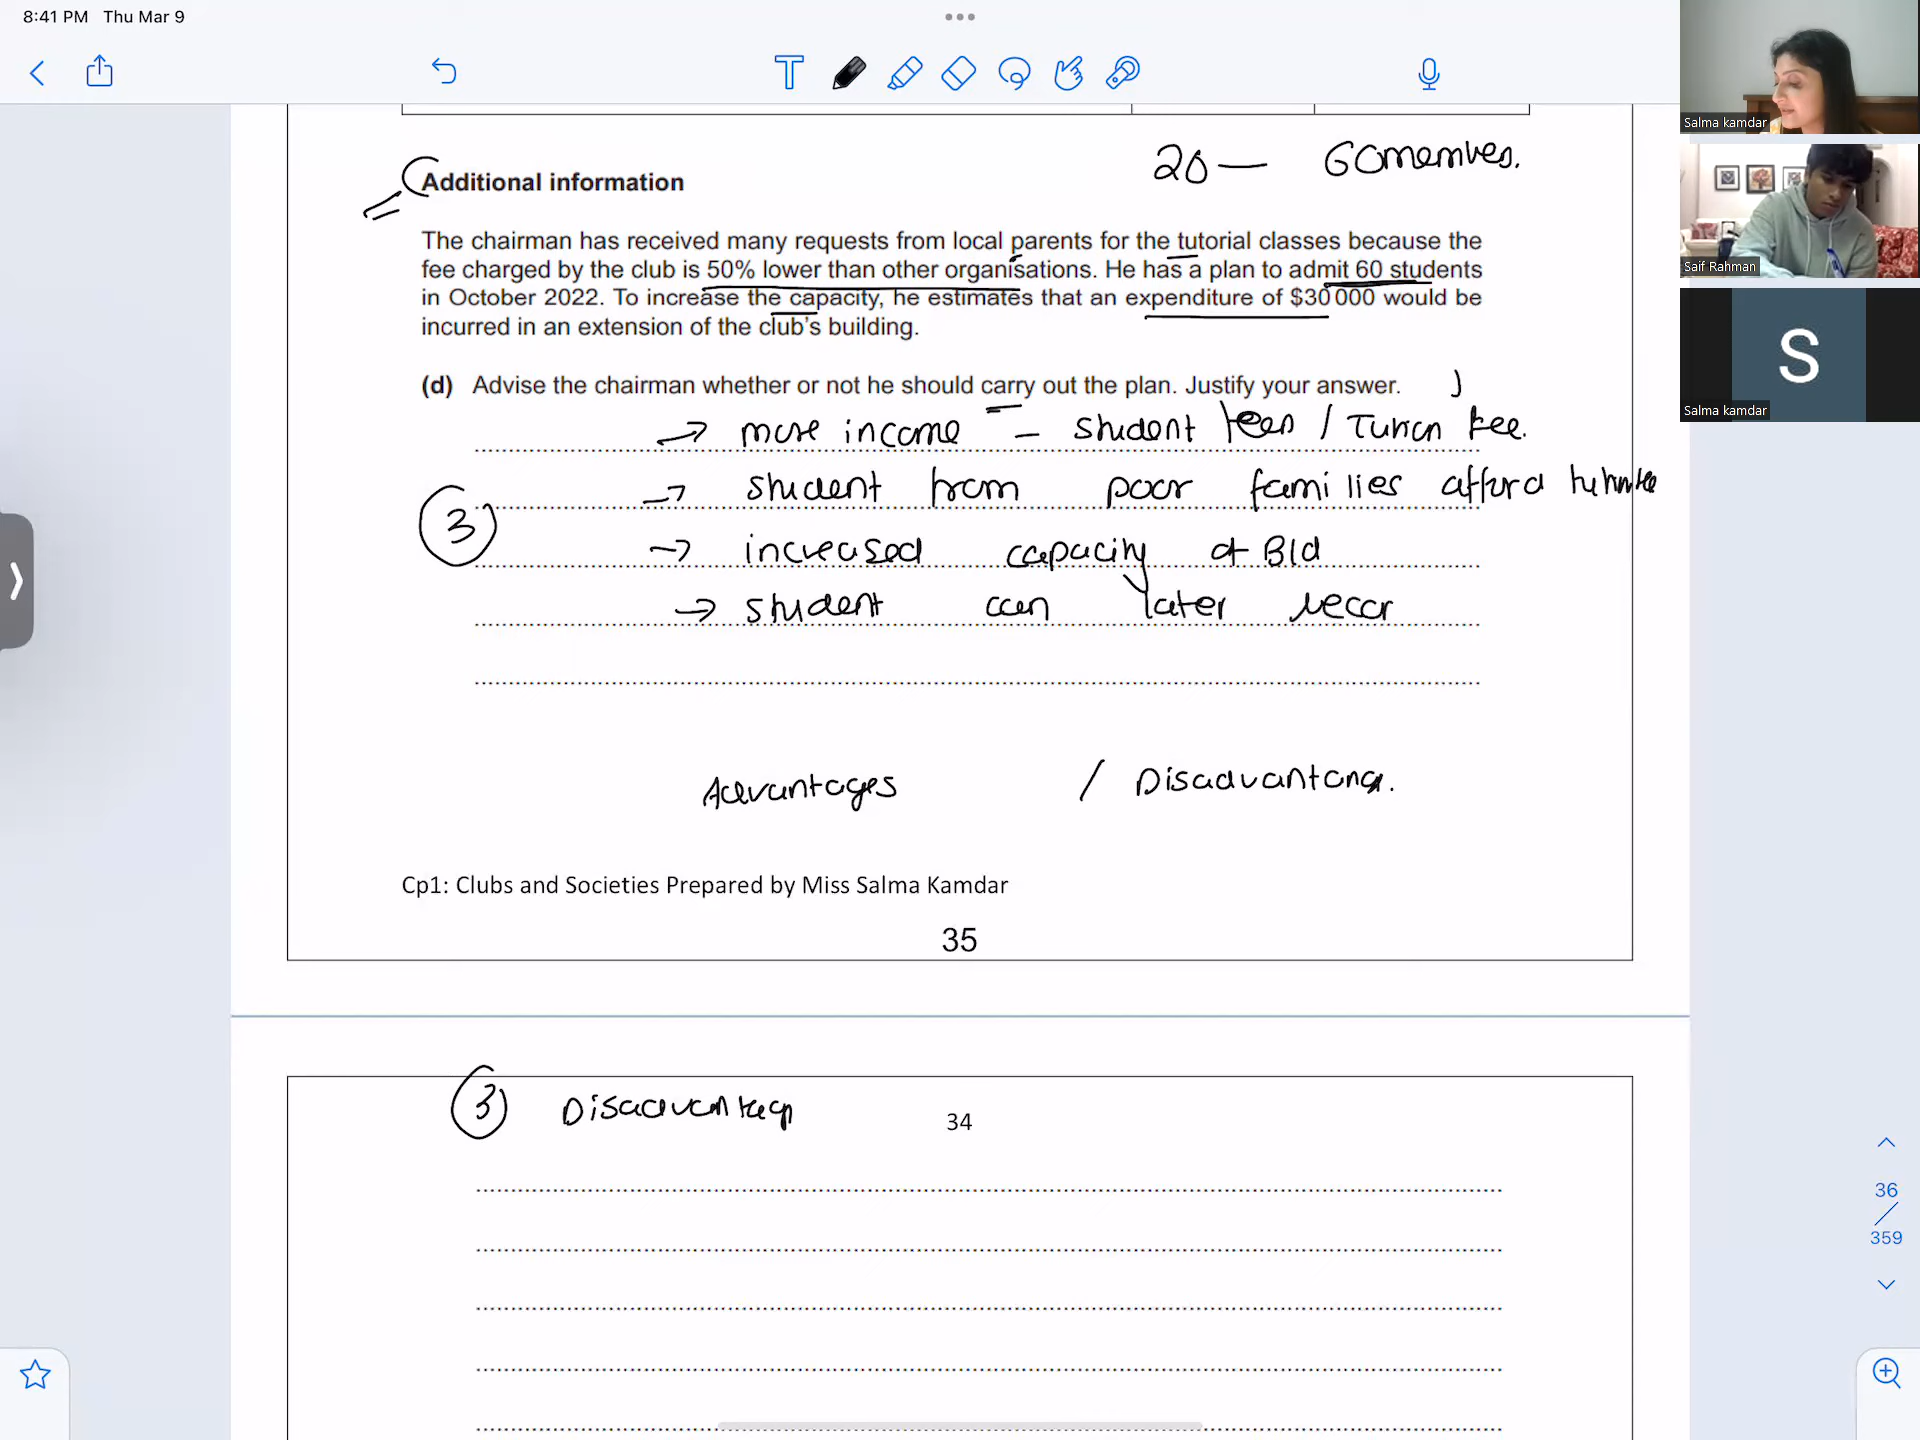 8:41 PM Thu Mar 9
Salma kamdar
Saif Rahman
S
Salma kamdar
20 — 60 members.
Additional information
The chairman has received many requests from local parents for the tutorial classes because the
fee charged by the club is 50% lower than other organisations. He has a plan to admit 60 students
in October 2022. To increase the capacity, he estimates that an expenditure of $30 000 would be
incurred in an extension of the club's building.
(d) Advise the chairman whether or not he should carry out the plan. Justify your answer.
→ more income – student fees / Tution fee.
→ student from poor families afford
3
→ increased capacity of Bld
→ student can later
Advantages / Disadvantang.
Cp1: Clubs and Societies Prepared by Miss Salma Kamdar
35
3 Disadvantag
34
36
359